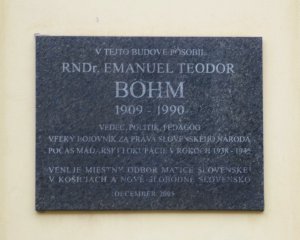 V TEJTO BUDOVE PÔSOBIL
RNDr. EMANUEL TEODOR
BÖHM
1909 - 1990
VEDEC, POLITIK, PEDAGÓG
VEĽKÝ BOJOVNÍK ZA PRÁVA SLOVENSKÉHO NÁRODA
POČAS MAĎARSKEJ OKUPÁCIE V ROKOCH 1938 - 1945
VENUJE MIESTNY ODBOR MATICE SLOVENSKEJ
V KOŠICIACH A NOVÉ SLOBODNÉ SLOVENSKO
DECEMBER 2005